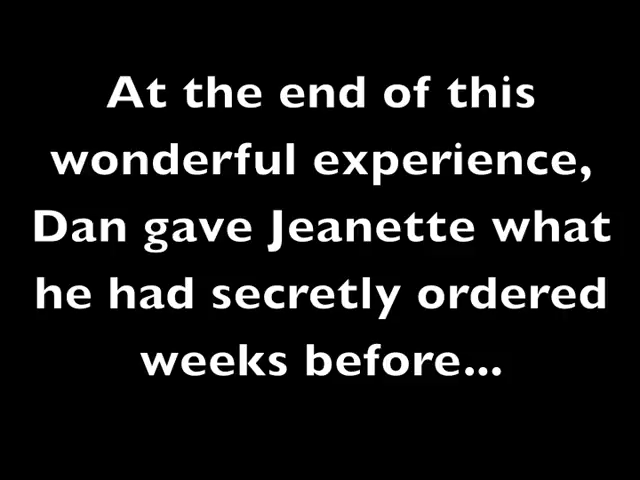 At the end of this
wonderful experience,
Dan gave Jeanette what
he had secretly ordered
weeks before...